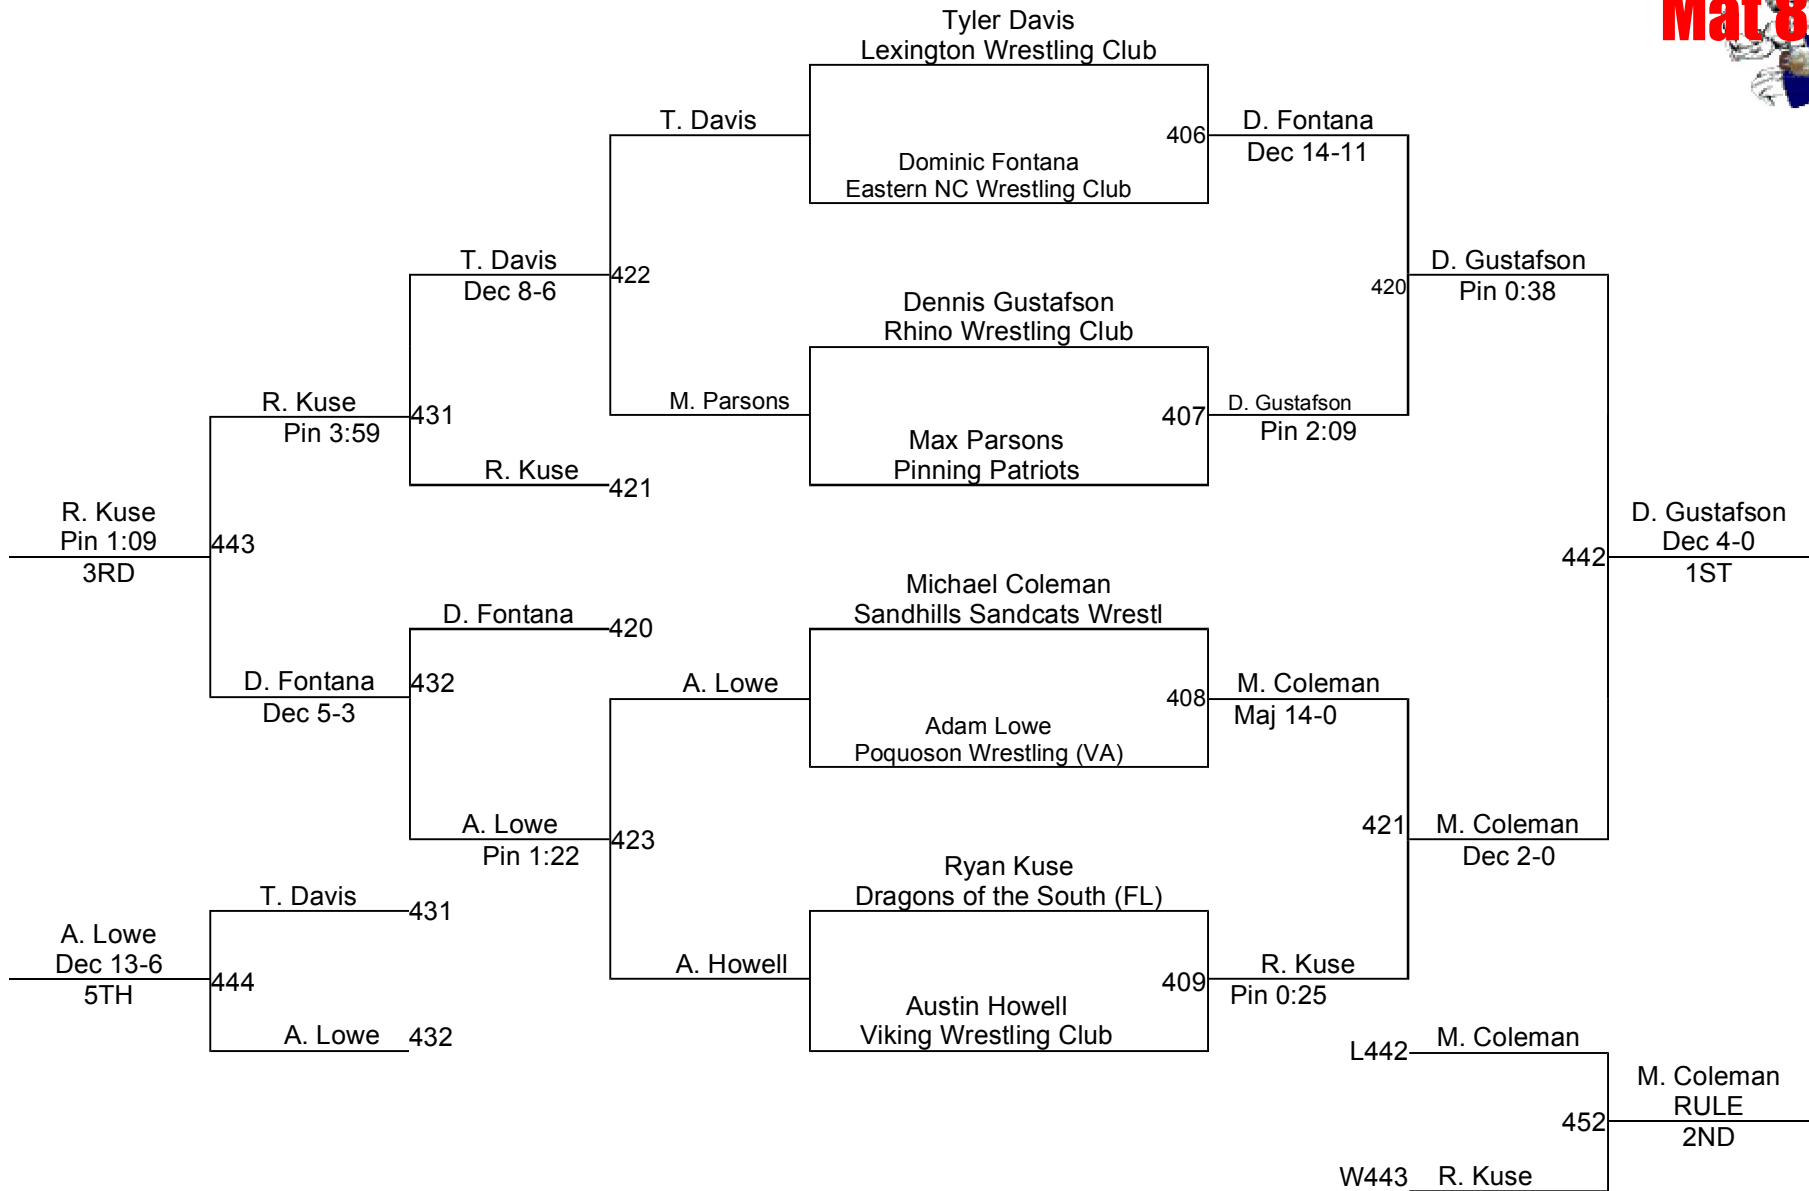 Mat 8
Tyler Davis
Lexington Wrestling Club
T. Davis
406
D. Fontana
Dec 14-11
Dominic Fontana
Eastern NC Wrestling Club
T. Davis
Dec 8-6
422
D. Gustafson
Pin 0:38
420
Dennis Gustafson
Rhino Wrestling Club
R. Kuse
Pin 3:59
431
M. Parsons
407
D. Gustafson
Pin 2:09
Max Parsons
Pinning Patriots
R. Kuse
421
R. Kuse
Pin 1:09
3RD
443
442
D. Gustafson
Dec 4-0
1ST
Michael Coleman
Sandhills Sandcats Wrestl
D. Fontana
420
D. Fontana
Dec 5-3
432
A. Lowe
408
M. Coleman
Maj 14-0
Adam Lowe
Poquoson Wrestling (VA)
A. Lowe
Pin 1:22
423
421
M. Coleman
Dec 2-0
Ryan Kuse
Dragons of the South (FL)
T. Davis
431
A. Lowe
Dec 13-6
5TH
444
A. Howell
409
R. Kuse
Pin 0:25
Austin Howell
Viking Wrestling Club
A. Lowe
432
L442
M. Coleman
452
M. Coleman
RULE
2ND
W443
R. Kuse